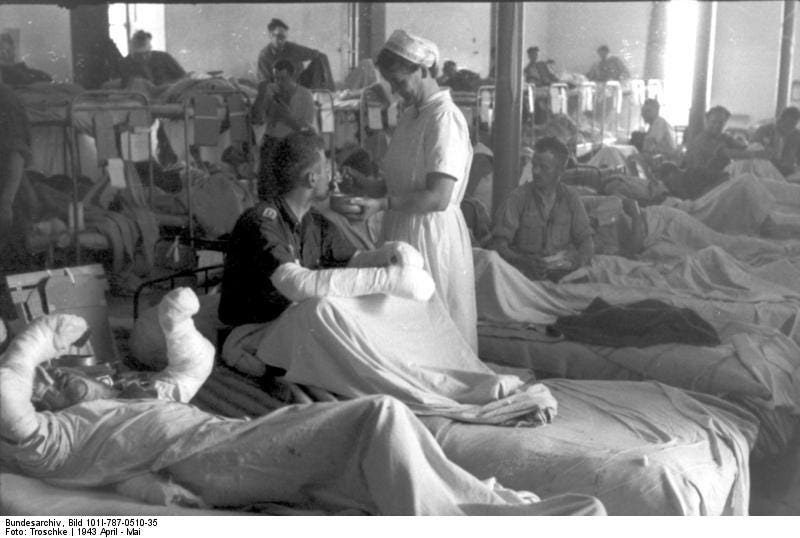 Bundesarchiv, Bild 101I-787-0510-35
Foto: Troschke | 1943 April - Mai